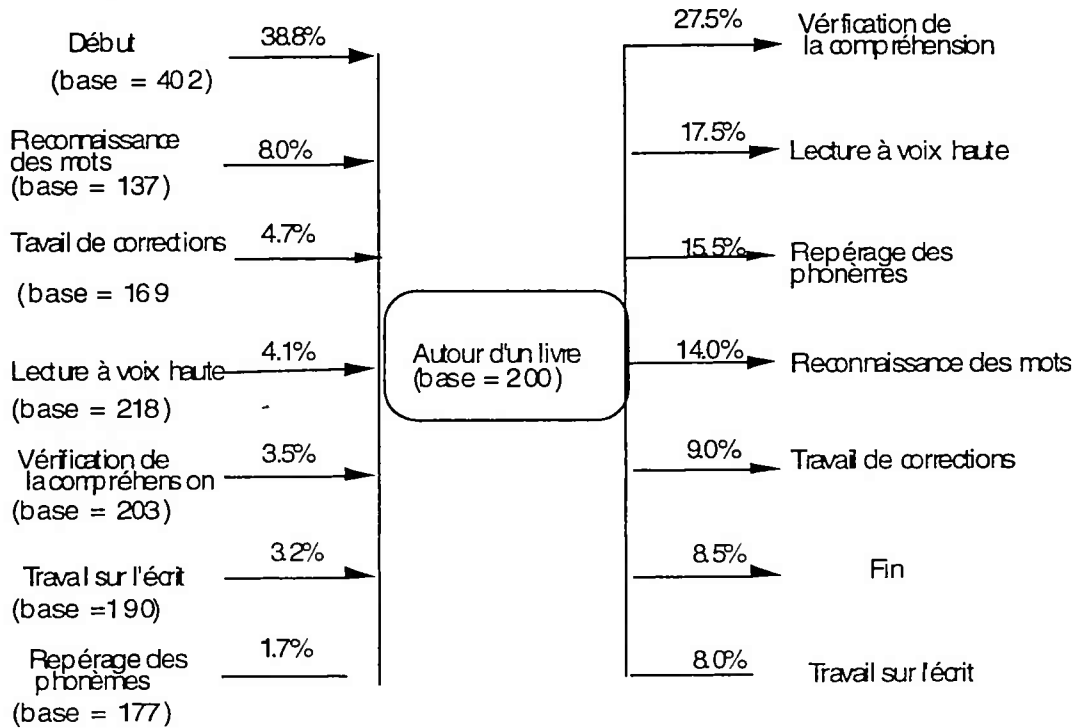 Début
38.8%
(base = 402)
Reconnaissance
des mots
8.0%
(base = 137)
Tavail de corrections
4.7%
(base = 169
Lecture à voix haute
4.1%
(base = 218)
Vérification de
la compréhension
3.5%
(base = 203)
Travail sur l'écrit
3.2%
(base =190)
Repérage des
phonèmes
1.7%
(base = 177)
Autour d'un livre
(base = 200)
27.5%
Vérfication de
la compréhension
17.5%
Lecture à voix haute
15.5%
Repérage des
phonèmes
14.0%
Reconnaissance des mots
9.0%
Travail de corrections
8.5%
Fin
8.0%
Travail sur l'écrit